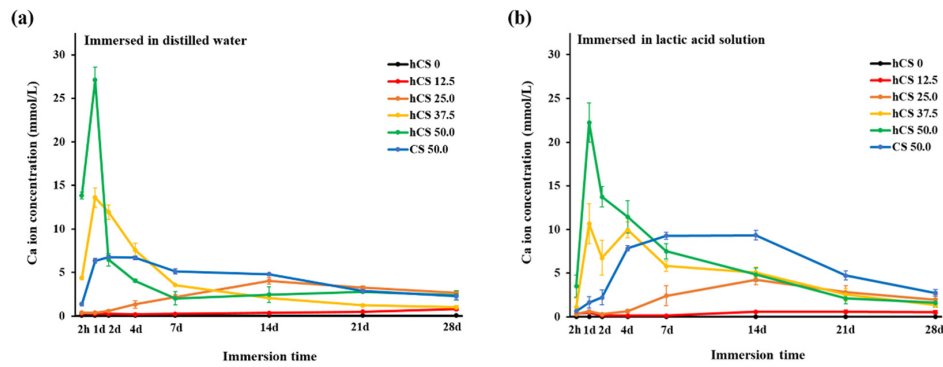 (a)
Immersed in distilled water
Ca ion concentration (mmol/L)
30
25
20
15
10
5
0
hCS 0
hCS 12.5
hCS 25.0
hCS 37.5
hCS 50.0
CS 50.0
2h 1d 2d 4d 7d 14d 21d 28d
Immersion time
(b)
Immersed in lactic acid solution
Ca ion concentration (mmol/L)
30
25
20
15
10
5
0
hCS 0
hCS 12.5
hCS 25.0
hCS 37.5
hCS 50.0
CS 50.0
2h 1d 2d 4d 7d 14d 21d 28d
Immersion time